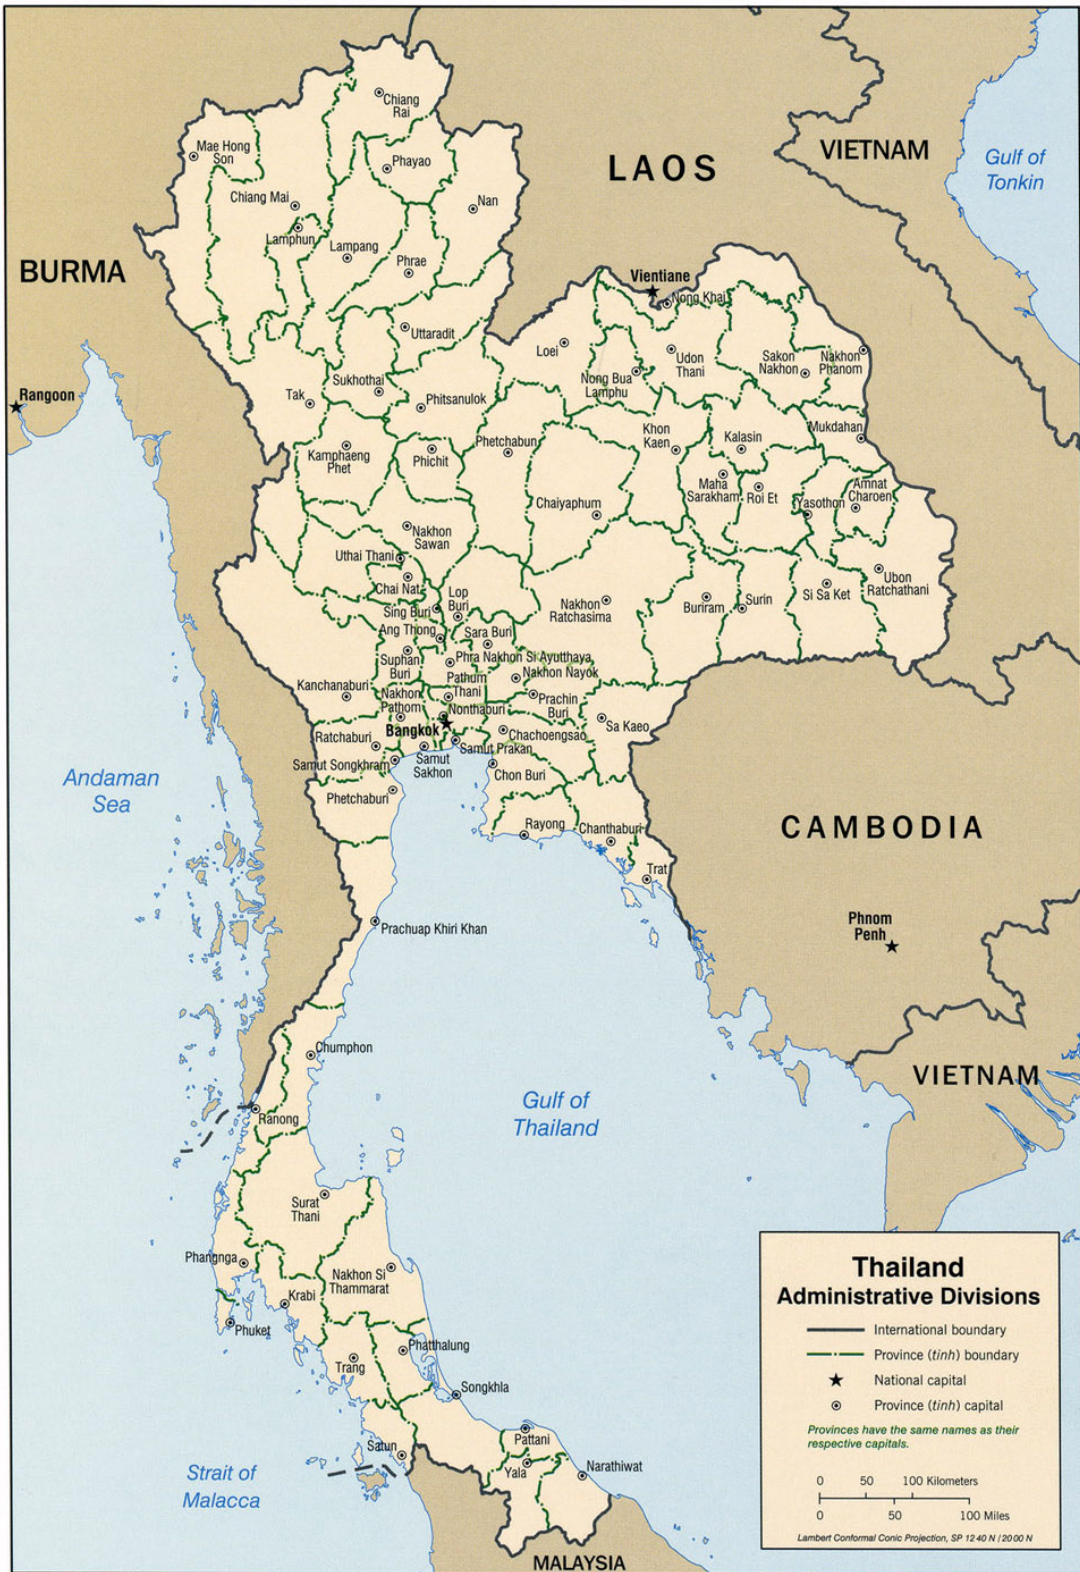 Chiang
Rai
Mae Hong
Son
Phayao
LAOS
VIETNAM
Gulf of
Tonkin
Chiang Mai
Nan
Lamphun
Lampang
Phrae
BURMA
Vientiane
Nong Khai
Uttaradit
Loei
Udon
Thani
Sakon
Nakhon
Nakhon
Phanom
Nong Bua
Lamphu
Sukhothai
Tak
Phitsanulok
Rangoon
Phetchabun
Khon
Kaen
Kalasin
Mukdahan
Kamphaeng
Phet
Phichit
Maha
Sarakham
Roi Et
Amnat
Charoen
Yasothon
Chaiyaphum
Nakhon
Sawan
Uthai Thani
Chai Nat
Lop
Buri
Sing Buri
Nakhon
Ratchasima
Buriram
Surin
Si Sa Ket
Ubon
Ratchathani
Ang Thong
Sara Buri
Suphan
Buri
Phra Nakhon Si Ayutthaya
Nakhon Nayok
Pathum
Thani
Kanchanaburi
Nakhon
Pathom
Nonthaburi
Prachin
Buri
Sa Kaeo
Bangkok
Ratchaburi
Chachoengsao
Samut Prakan
Samut Songkhram
Samut
Sakhon
Chon Buri
Andaman
Sea
Phetchaburi
Rayong
Chanthaburi
CAMBODIA
Trat
Prachuap Khiri Khan
Phnom
Penh
Chumphon
VIETNAM
Gulf of
Thailand
Ranong
Surat
Thani
Phangnga
Nakhon Si
Thammarat
Krabi
Phuket
Phatthalung
Trang
Songkhla
Satun
Pattani
Yala
Narathiwat
Strait of
Malacca
MALAYSIA
Thailand
Administrative Divisions
International boundary
Province (tinh) boundary
National capital
Province (tinh) capital
Provinces have the same names as their
respective capitals.
0 50 100 Kilometers
0 50 100 Miles
Lambert Conformal Conic Projection, SP 12 40 N / 20 00 N